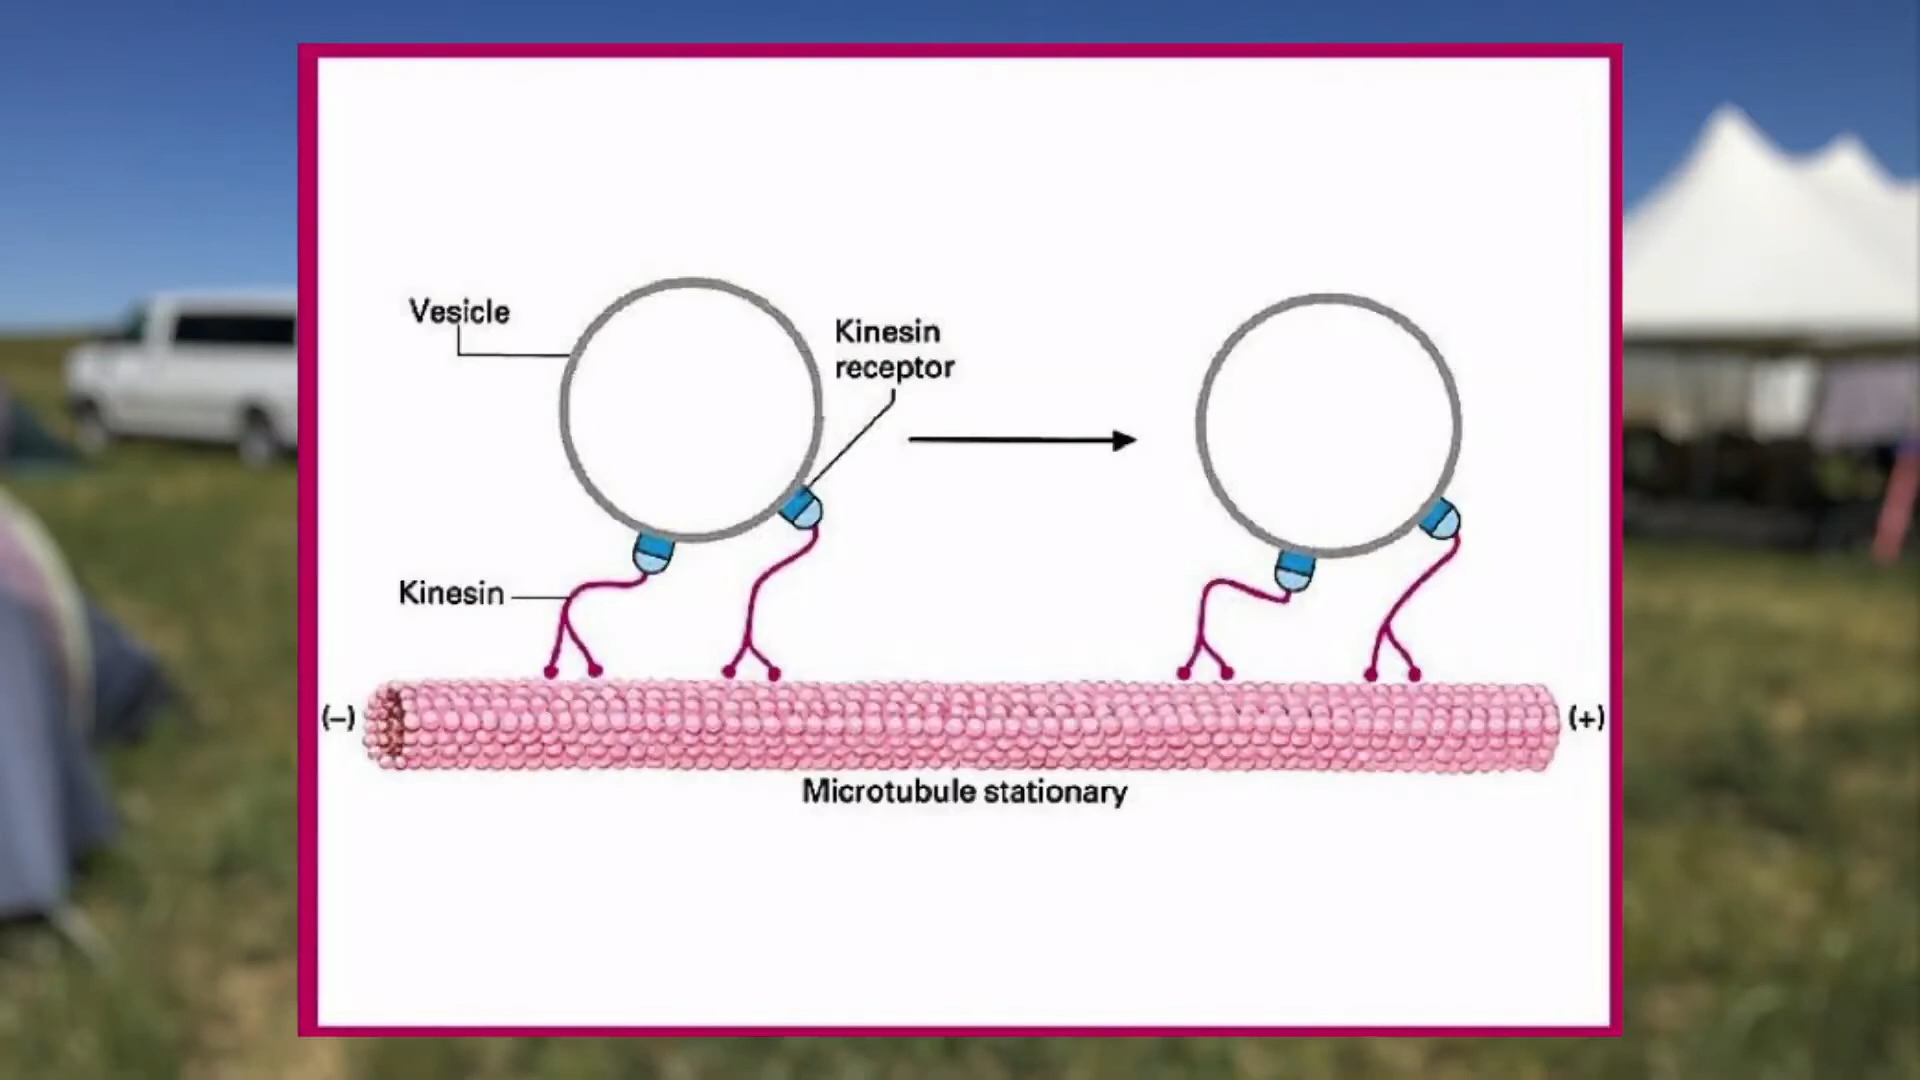 Vesicle
Kinesin
receptor
Kinesin
(–)
(+)
Microtubule stationary